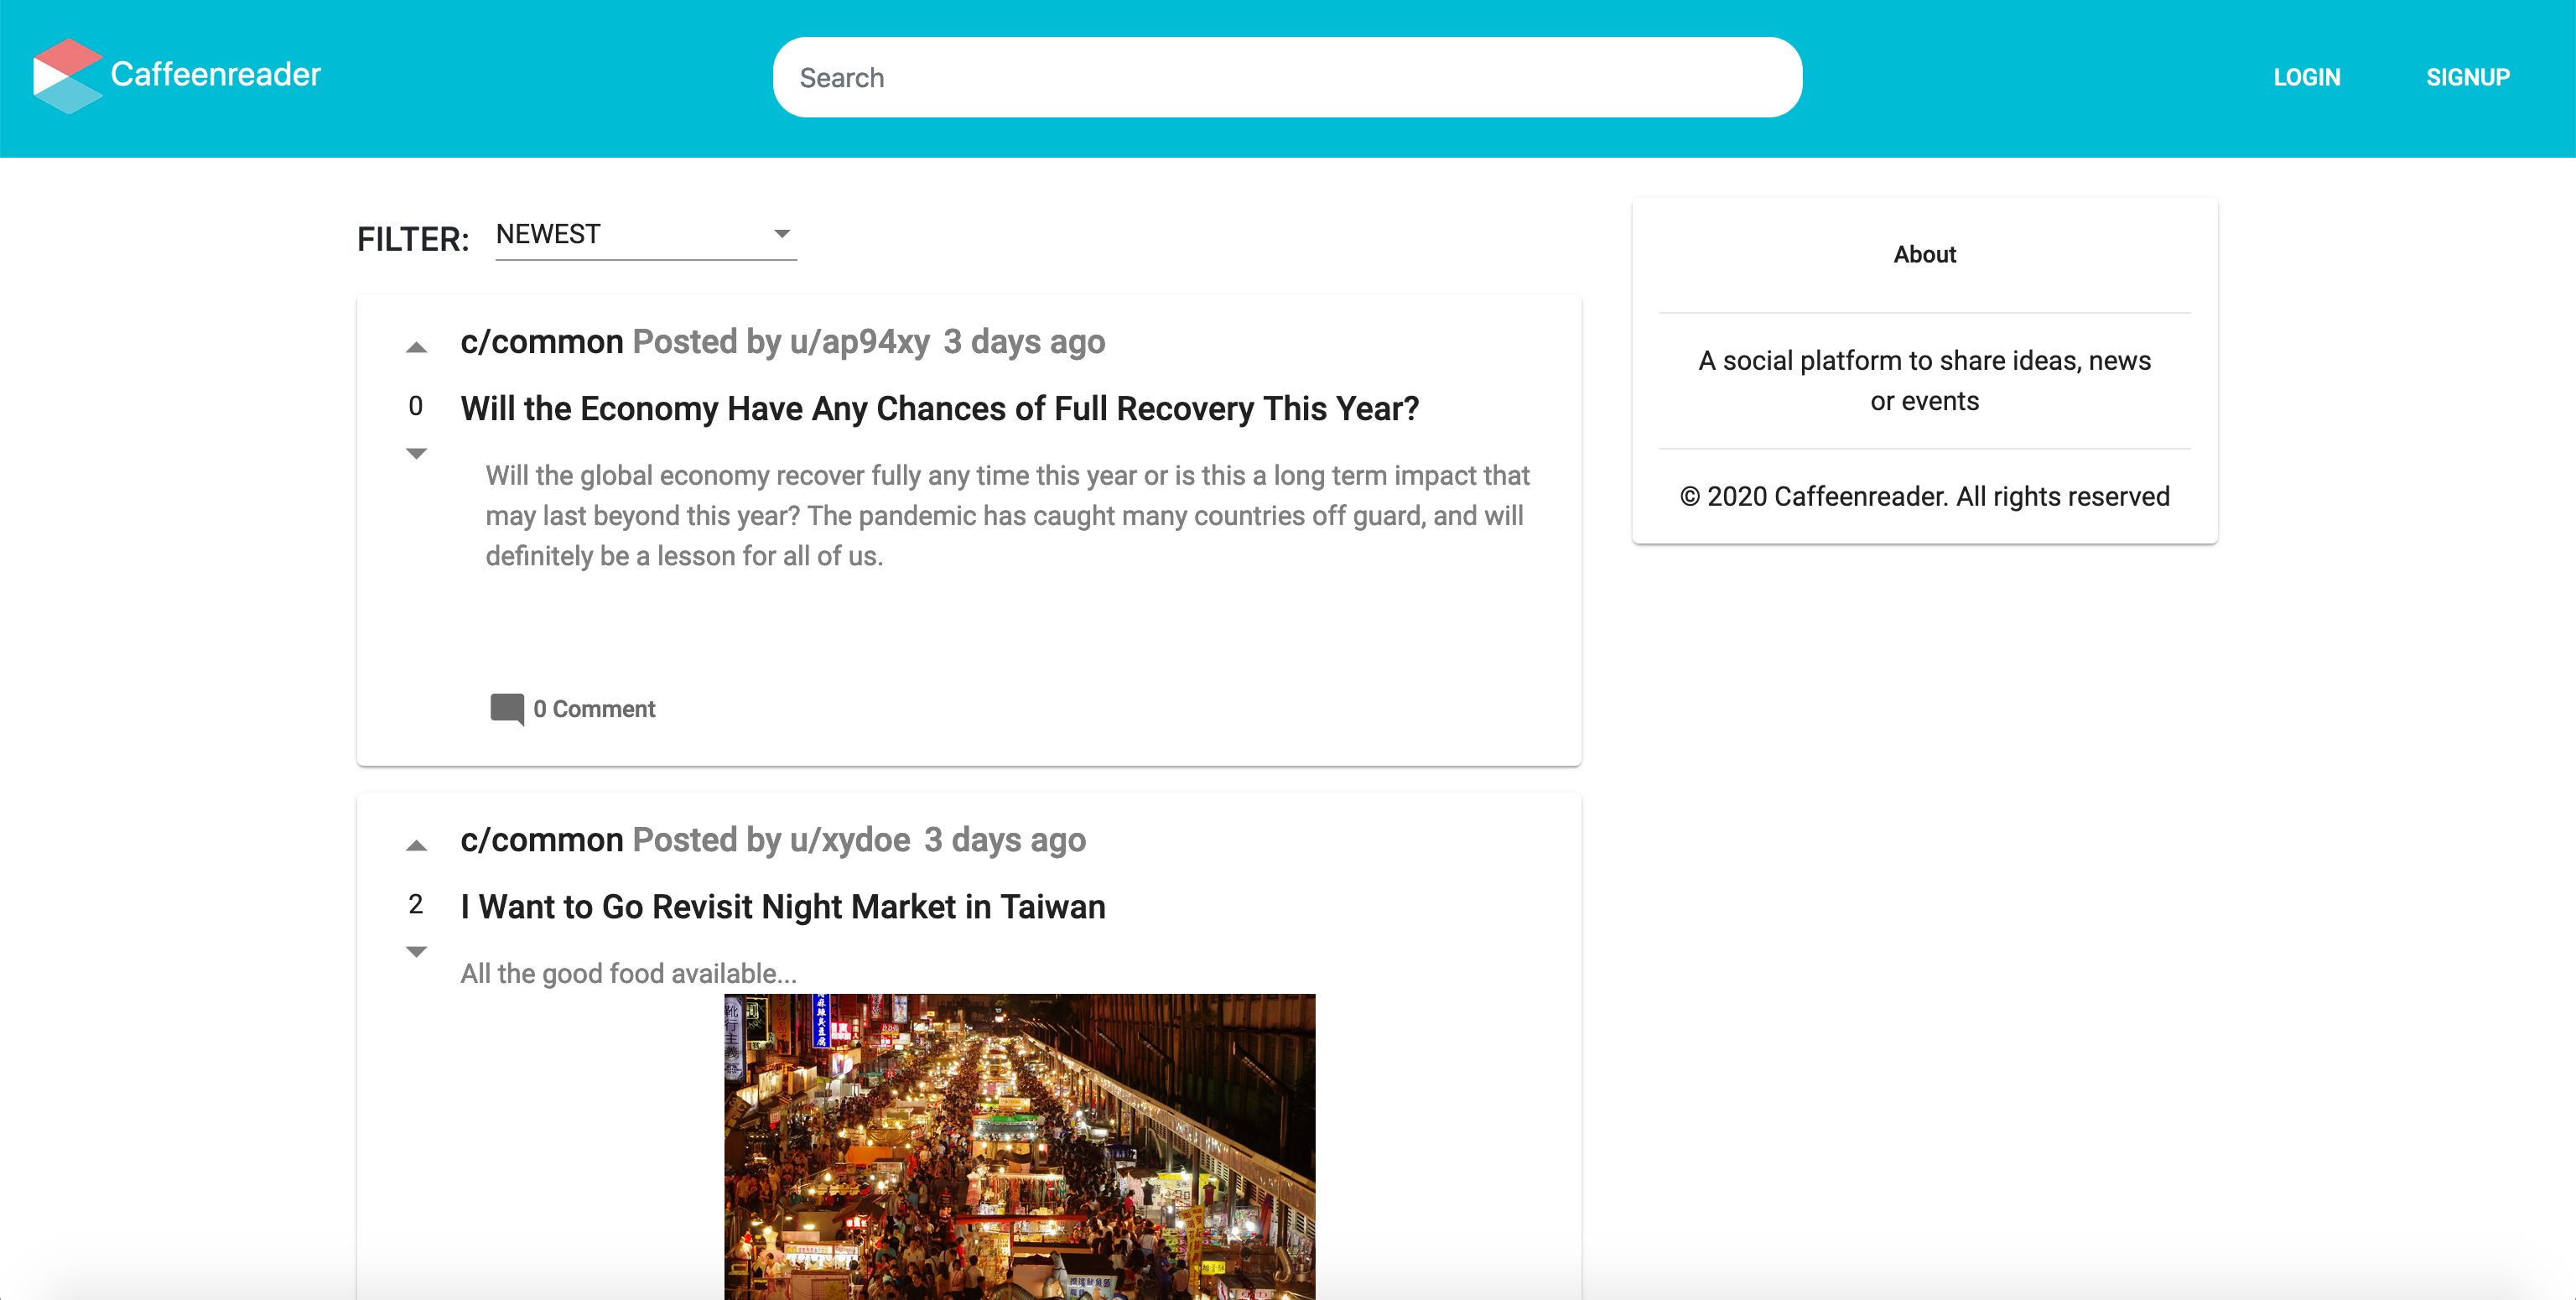 Caffeenreader
Search
LOGIN
SIGNUP
FILTER:
NEWEST
c/common Posted by u/ap94xy 3 days ago
0
Will the Economy Have Any Chances of Full Recovery This Year?
Will the global economy recover fully any time this year or is this a long term impact that
may last beyond this year? The pandemic has caught many countries off guard, and will
definitely be a lesson for all of us.
0 Comment
c/common Posted by u/xydoe 3 days ago
2
I Want to Go Revisit Night Market in Taiwan
All the good food available...
麻辣臭豆腐
About
A social platform to share ideas, news
or events
© 2020 Caffeenreader. All rights reserved